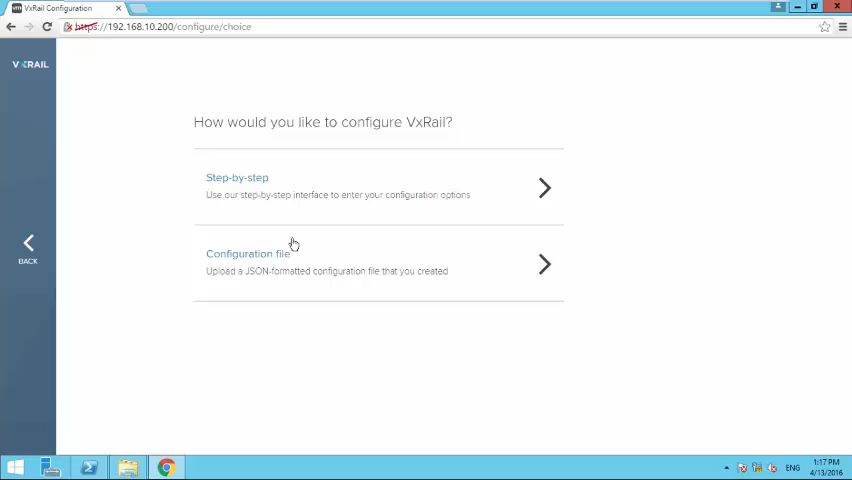 VxRail Configuration
https://192.168.10.200/configure/choice
VXRAIL
How would you like to configure VxRail?
Step-by-step
Use our step-by-step interface to enter your configuration options
BACK
Configuration file
Upload a JSON-formatted configuration file that you created
ENG
1:17 PM
4/13/2016